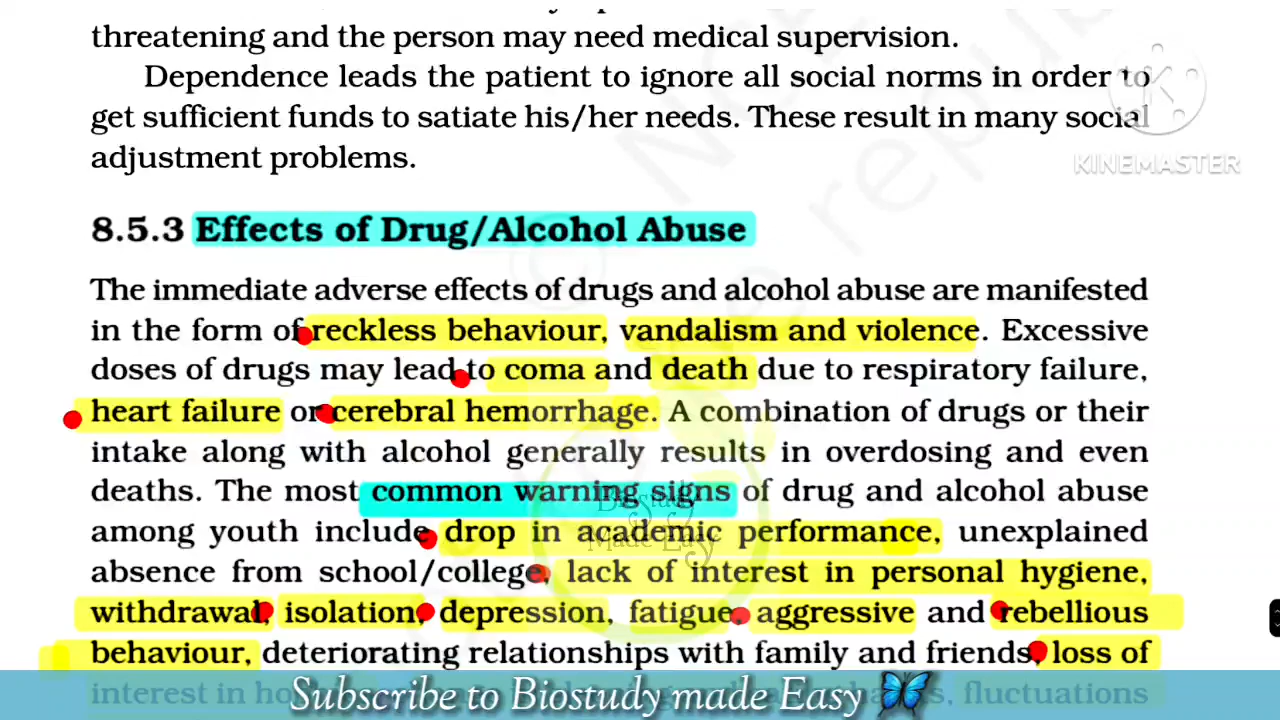 threatening and the person may need medical supervision.
Dependence leads the patient to ignore all social norms in order to
get sufficient funds to satiate his/her needs. These result in many social
adjustment problems.
KINEMASTER
8.5.3 Effects of Drug/Alcohol Abuse
The immediate adverse effects of drugs and alcohol abuse are manifested
in the form of reckless behaviour, vandalism and violence. Excessive
doses of drugs may lead to coma and death due to respiratory failure,
heart failure or cerebral hemorrhage. A combination of drugs or their
intake along with alcohol generally results in overdosing and even
deaths. The most common warning signs of drug and alcohol abuse
among youth include drop in academic performance, unexplained
absence from school/college, lack of interest in personal hygiene,
withdrawal, isolation, depression, fatigue, aggressive and rebellious
behaviour, deteriorating relationships with family and friends, loss of
interest in
fluctuations
Subscribe to Biostudy made Easy
Made Easy